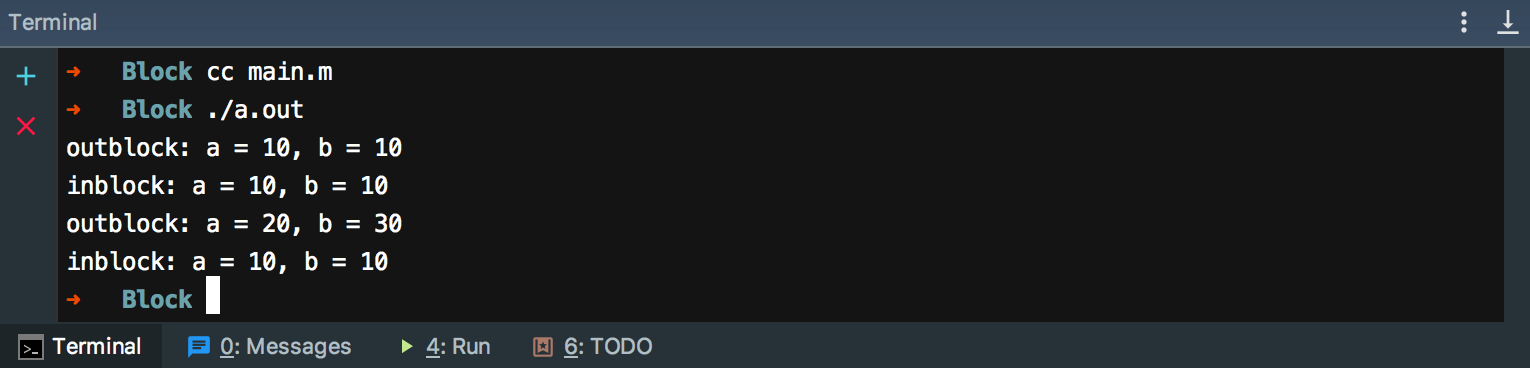 Terminal
➜ Block cc main.m
➜ Block ./a.out
outblock: a = 10, b = 10
inblock: a = 10, b = 10
outblock: a = 20, b = 30
inblock: a = 10, b = 10
➜ Block
Terminal 0: Messages 4: Run 6: TODO